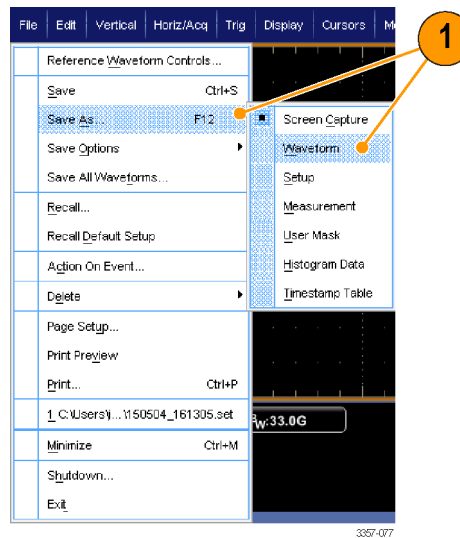 File Edit Vertical Horiz/Acq Trig Display Cursors
1
Reference Waveform Controls...
Save Ctrl+S
Save As... F12
Screen Capture
Save Options
Waveform
Save All Waveforms...
Setup
Recall...
Measurement
Recall Default Setup
User Mask
Action On Event...
Histogram Data
Delete
Timestamp Table
Page Setup...
Print Preview
Print... Ctrl+P
1 C:\Users\j...\150504_161305.set
W:33.0G
Minimize Ctrl+M
Shutdown...
Exit
3357-077